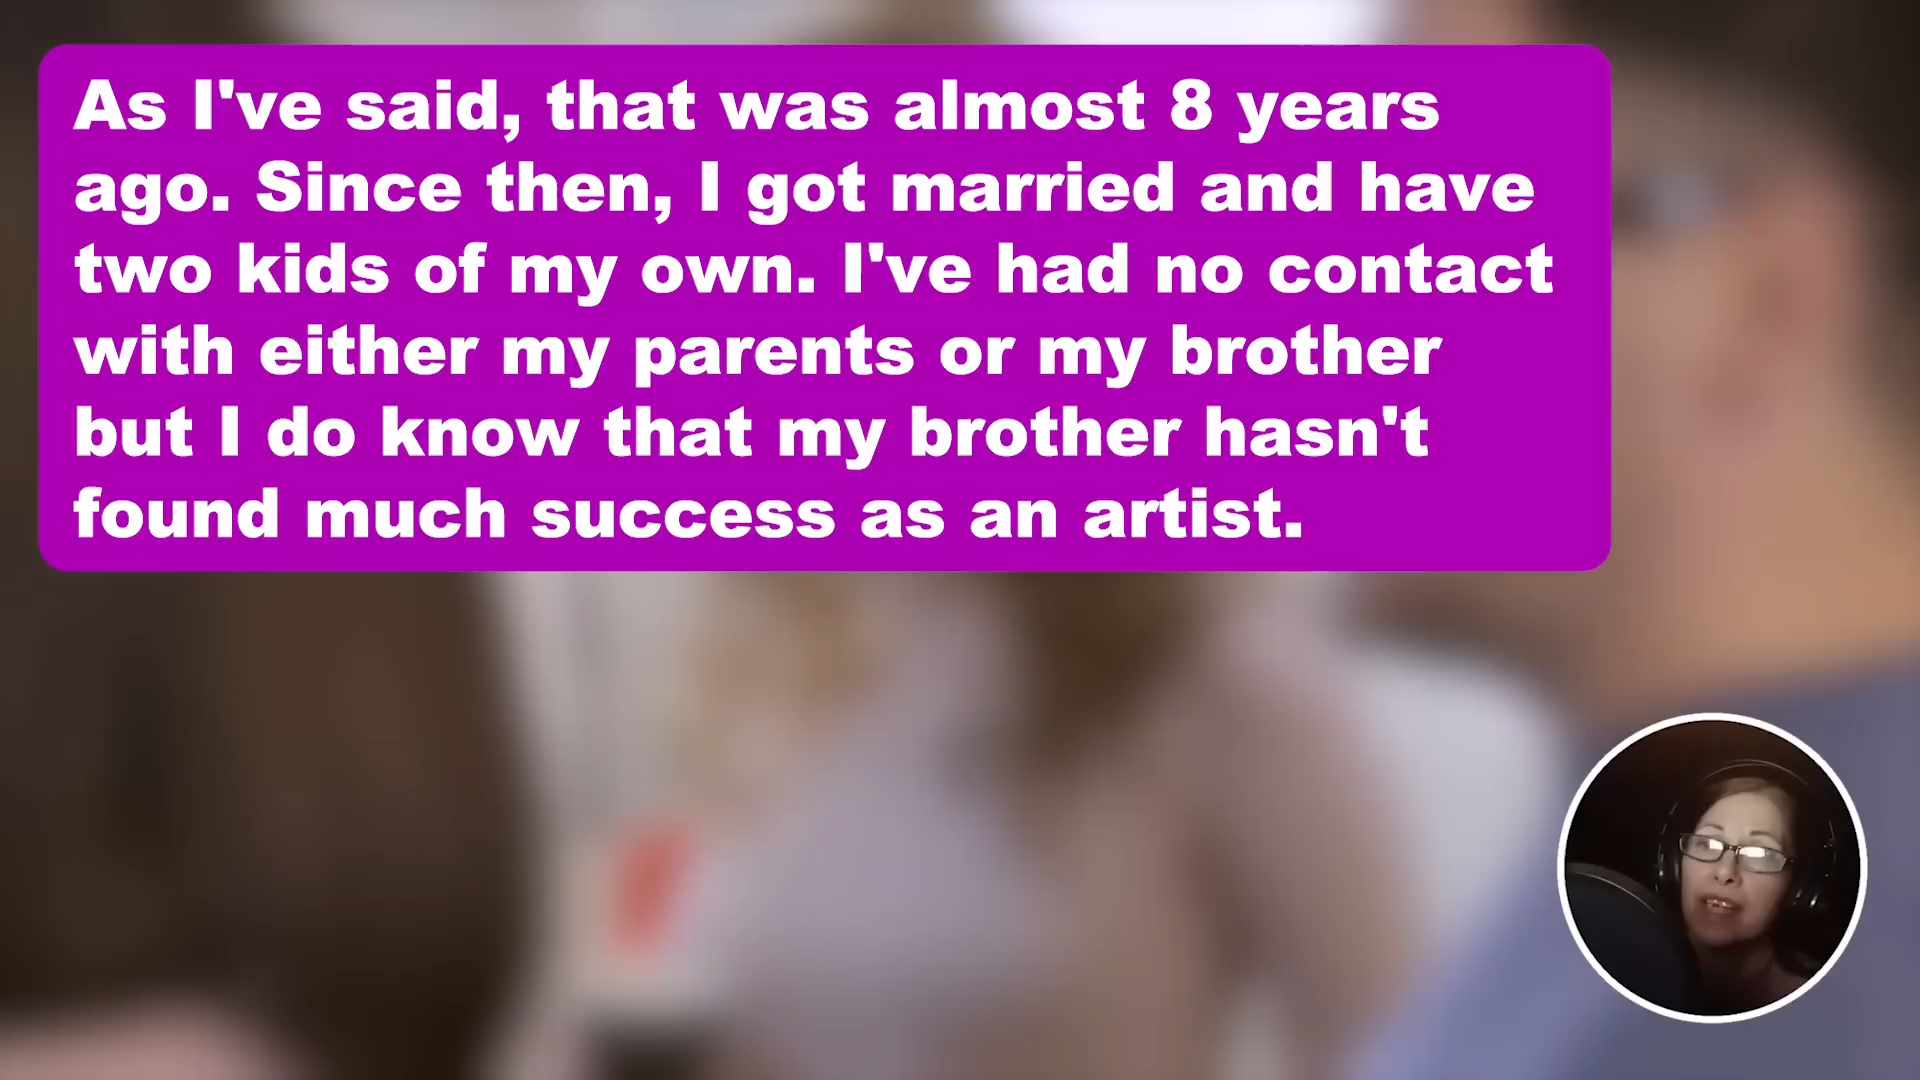 As I've said, that was almost 8 years
ago. Since then, I got married and have
two kids of my own. I've had no contact
with either my parents or my brother
but I do know that my brother hasn't
found much success as an artist.